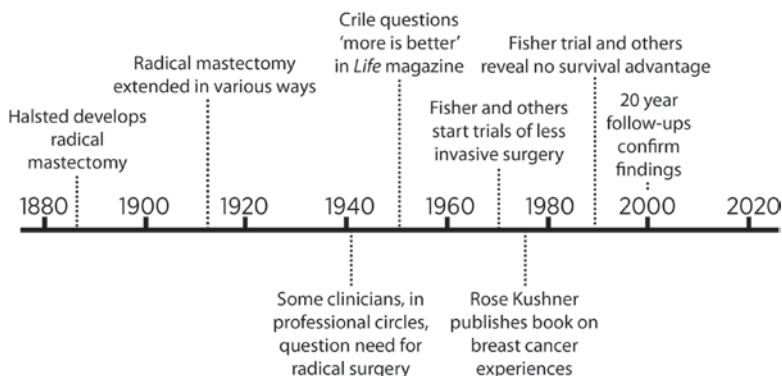 Crile questions
'more is better'
in Life magazine
Fisher trial and others
reveal no survival advantage
Radical mastectomy
extended in various ways
Halsted develops
radical
mastectomy
Fisher and others
start trials of less
invasive surgery
20 year
follow-ups
confirm
findings
1880 1900 1920 1940 1960 1980 2000 2020
Some clinicians, in
professional circles,
question need for
radical surgery
Rose Kushner
publishes book on
breast cancer
experiences